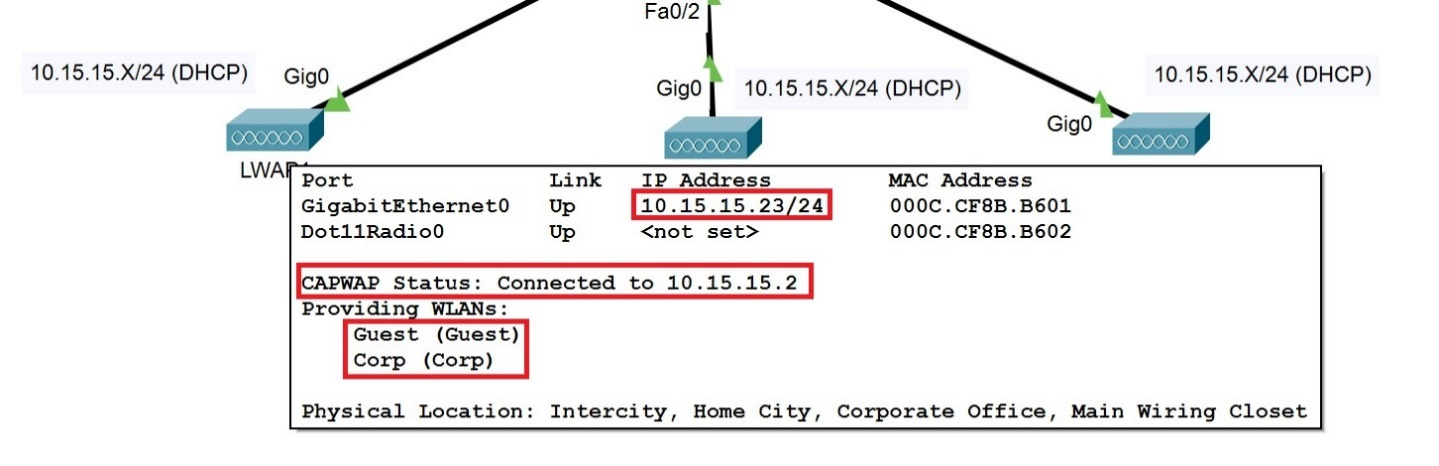 Fa0/2
10.15.15.X/24 (DHCP)
Gig0
Gig0
10.15.15.X/24 (DHCP)
10.15.15.X/24 (DHCP)
Gig0
Port Link IP Address MAC Address
GigabitEthernet0 Up 10.15.15.23/24 000C.CF8B.B601
Dot11Radio0 Up <not set> 000C.CF8B.B602
CAPWAP Status: Connected to 10.15.15.2
Providing WLANs:
Guest (Guest)
Corp (Corp)
Physical Location: Intercity, Home City, Corporate Office, Main Wiring Closet